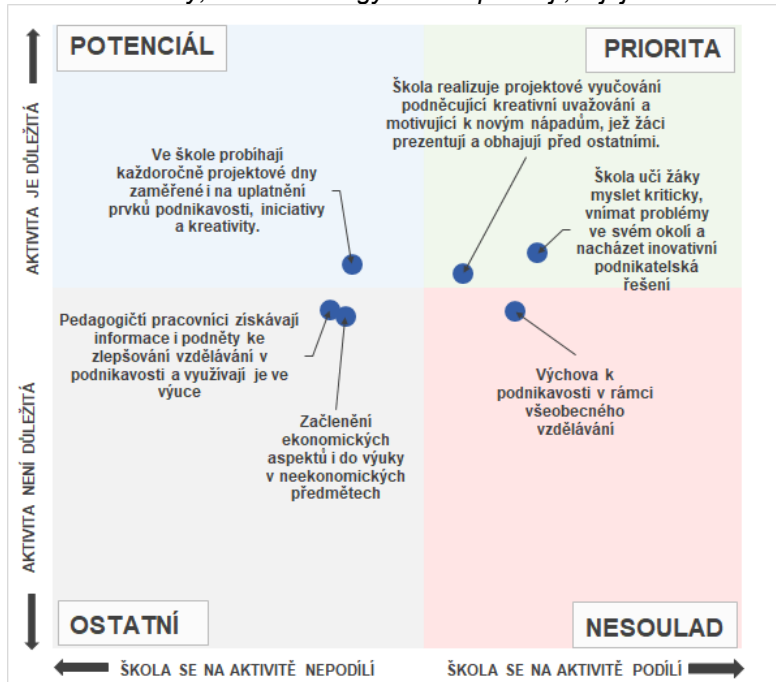 POTENCIÁL
PRIORITA
Škola realizuje projektové vyučování
podněcující kreativní uvažování a
motivující k novým nápadům, jež žáci
prezentují a obhajují před ostatními.
Ve škole probíhají
každoročně projektové dny
zaměřené i na uplatnění
prvků podnikavosti, iniciativy
a kreativity.
Škola učí žáky
myslet kriticky,
vnímat problémy
ve svém okolí a
nacházet inovativní
podnikatelská
řešení
AKTIVITA JE DŮLEŽITÁ
Pedagogičtí pracovníci získávají
informace i podněty ke
zlepšování vzdělávání v
podnikavosti a využívají je ve
výuce
Výchova k
podnikavosti v rámci
všeobecného
vzdělávání
Začlenění
ekonomických
aspektů i do výuky
v neekonomických
předmětech
AKTIVITA NENÍ DŮLEŽITÁ
OSTATNÍ
NESOULAD
ŠKOLA SE NA AKTIVITĚ NEPODÍLÍ
ŠKOLA SE NA AKTIVITĚ PODÍLÍ